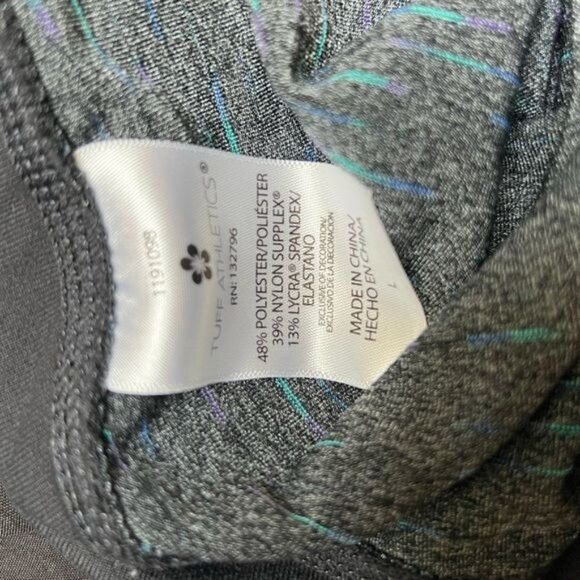 1191098
TUFF ATHLETICS®
RN: 132796
48% POLYESTER/POLIÉSTER
39% NYLON SUPPLEX®
13% LYCRA® SPANDEX/
ELASTANO
EXCLUSIVE OF DECORATION/
EXCLUSIVO DE LA DECORACIÓN
MADE IN CHINA/
HECHO EN CHINA
L